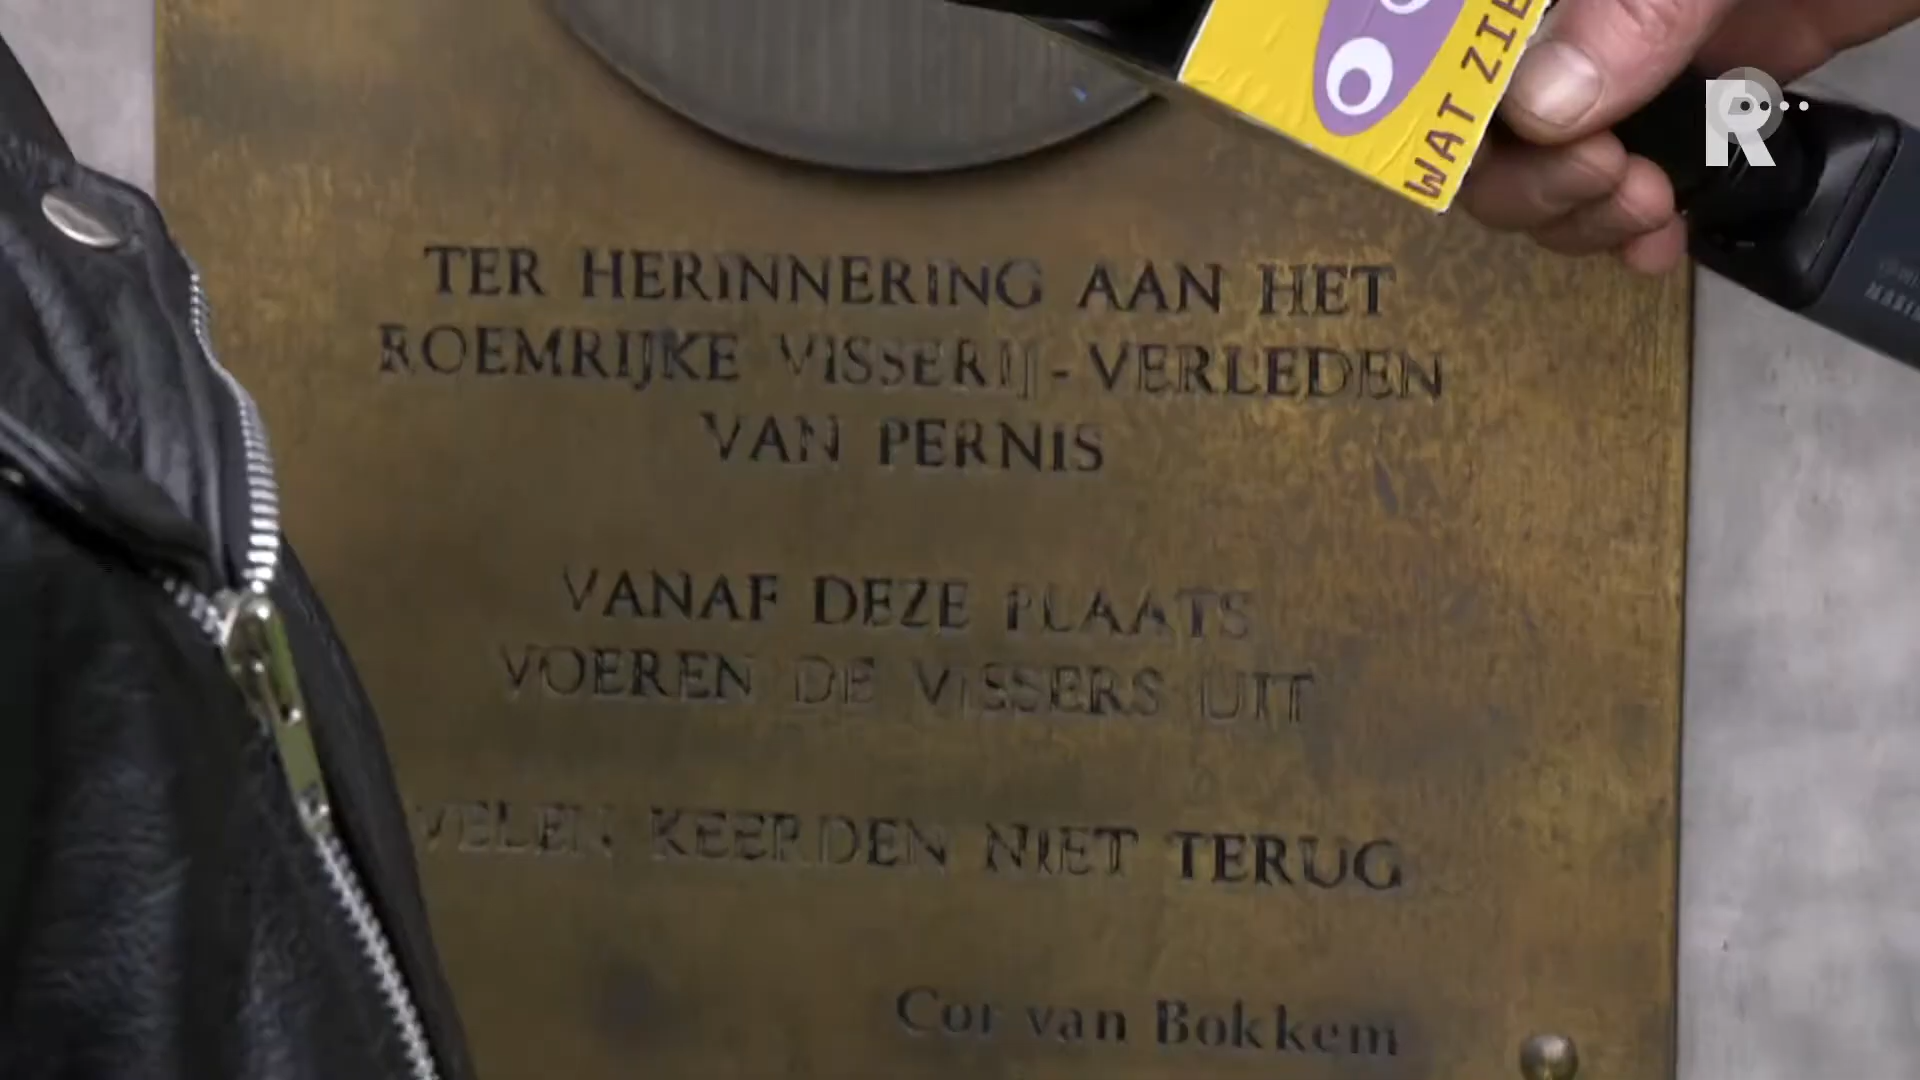 WAT ZIE
R
TER HERINNERING AAN HET
ROEMRIJKE VISSERIJ-VERLEDEN
VAN PERNIS
VANAF DEZE PLAATS
VOEREN DE VISSERS UIT
VELEN KEERDEN NIET TERUG
Cor van Bokkem